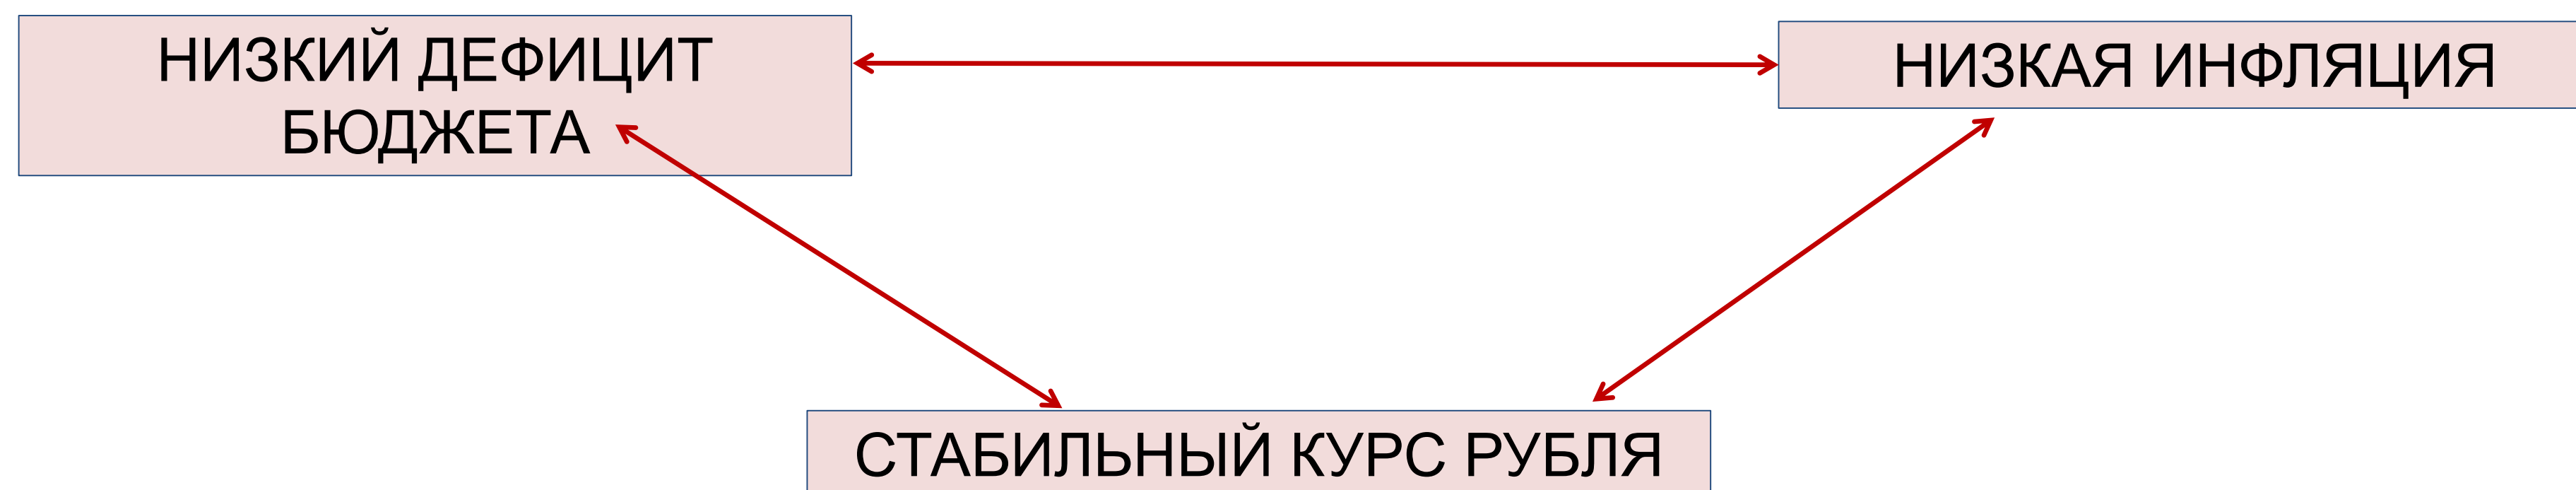 НИЗКИЙ ДЕФИЦИТ
БЮДЖЕТА
НИЗКАЯ ИНФЛЯЦИЯ
СТАБИЛЬНЫЙ КУРС РУБЛЯ